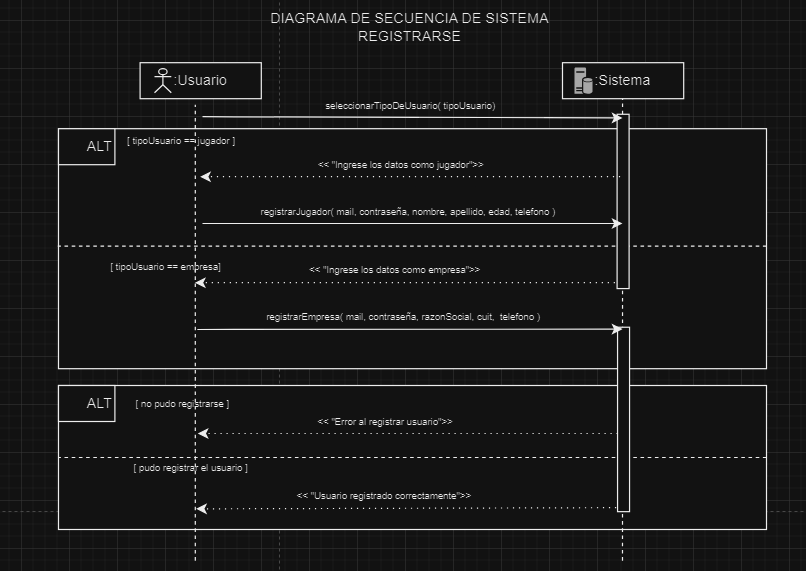 DIAGRAMA DE SECUENCIA DE SISTEMA
REGISTRARSE
:Usuario
:Sistema
seleccionarTipoDeUsuario( tipoUsuario)
ALT
[ tipoUsuario == jugador ]
<< "Ingrese los datos como jugador">>
registrarJugador( mail, contraseña, nombre, apellido, edad, telefono )
[ tipoUsuario == empresa]
<< "Ingrese los datos como empresa">>
registrarEmpresa( mail, contraseña, razonSocial, cuit, telefono )
ALT
[ no pudo registrarse ]
<< "Error al registrar usuario">>
[ pudo registrar el usuario ]
<< "Usuario registrado correctamente">>